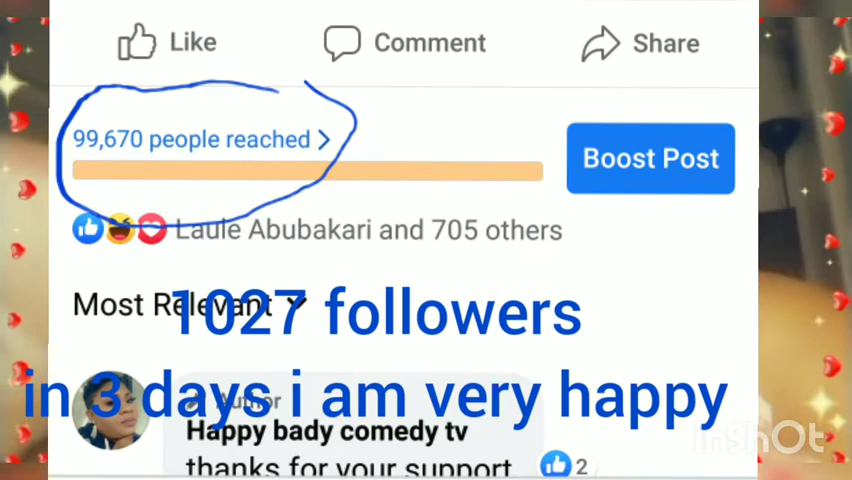 Like Comment Share
99,670 people reached >
Boost Post
Laule Abubakari and 705 others
Most Relevant
1027 followers
in 3 days i am very happy
Author
Happy bady comedy tv
thanks for your support
2
InShOt